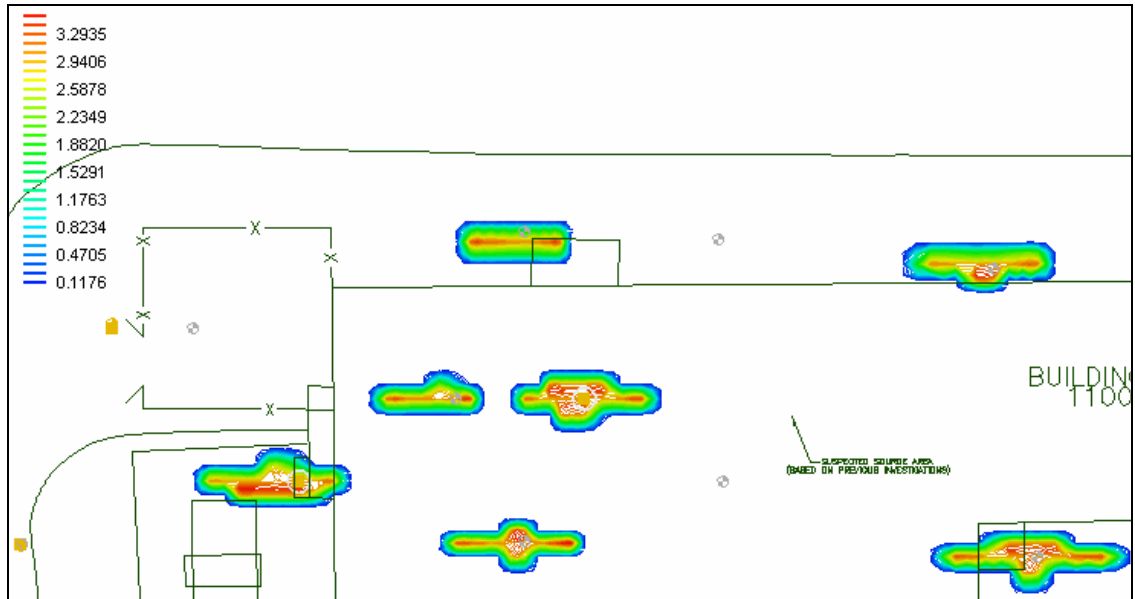 3.2935
2.9406
2.5878
2.2349
1.8820
1.5291
1.1763
0.8234
0.4705
0.1176
X
X
X
X
X
BUILDING
1100
SUSPECTED SOURCE AREA
(BASED ON PREVIOUS INVESTIGATIONS)